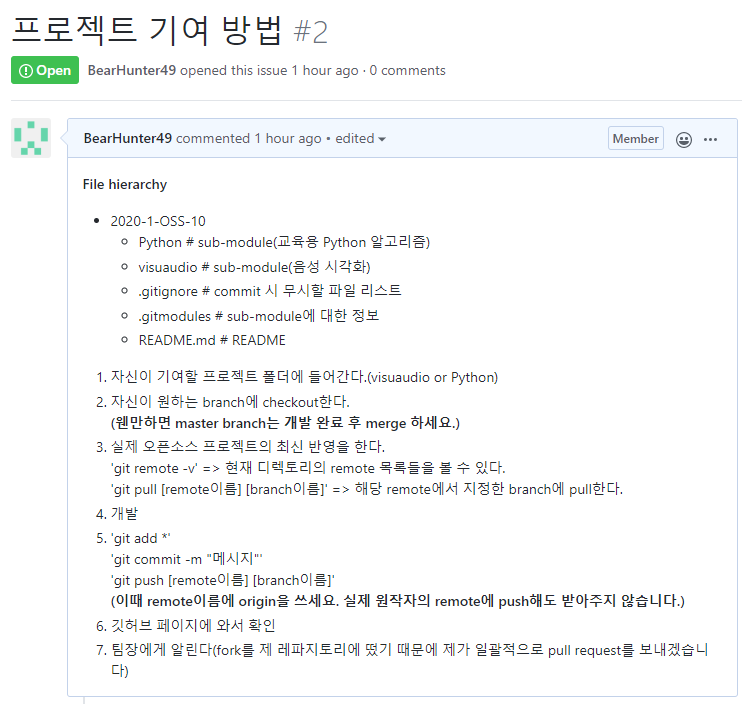 프로젝트 기여 방법 #2
Open BearHunter49 opened this issue 1 hour ago · 0 comments
BearHunter49 commented 1 hour ago • edited Member
File hierarchy
2020-1-OSS-10
Python # sub-module(교육용 Python 알고리즘)
visuaudio # sub-module(음성 시각화)
.gitignore # commit 시 무시할 파일 리스트
.gitmodules # sub-module에 대한 정보
README.md # README
1. 자신이 기여할 프로젝트 폴더에 들어간다.(visuaudio or Python)
2. 자신이 원하는 branch에 checkout한다.
(웬만하면 master branch는 개발 완료 후 merge 하세요.)
3. 실제 오픈소스 프로젝트의 최신 반영을 한다.
'git remote -v' => 현재 디렉토리의 remote 목록들을 볼 수 있다.
'git pull [remote이름] [branch이름]' => 해당 remote에서 지정한 branch에 pull한다.
4. 개발
5. 'git add *'
'git commit -m "메시지"'
'git push [remote이름] [branch이름]'
(이때 remote이름에 origin을 쓰세요. 실제 원작자의 remote에 push해도 받아주지 않습니다.)
6. 깃허브 페이지에 와서 확인
7. 팀장에게 알린다(fork를 제 레파지토리에 떴기 때문에 제가 일괄적으로 pull request를 보내겠습니
다)